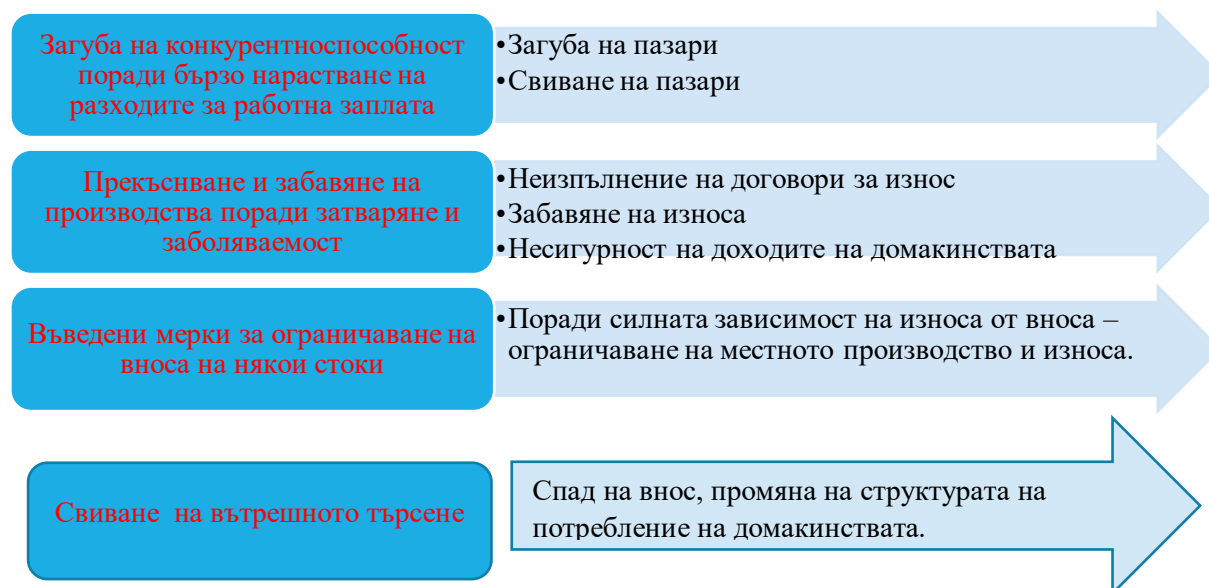 Загуба на конкурентноспособност
поради бързо нарастване на
разходите за работна заплата
•Загуба на пазари
•Свиване на пазари
Прекъснване и забавяне на
производства поради затваряне и
заболяваемост
•Неизпълнение на договори за износ
•Забавяне на износа
•Несигурност на доходите на домакинствата
Въведени мерки за ограничаване на
вноса на някои стоки
•Поради силната зависимост на износа от вноса –
ограничаване на местното производство и износа.
Свиване на вътрешното търсене
Спад на внос, промяна на структурата на
потребление на домакинствата.